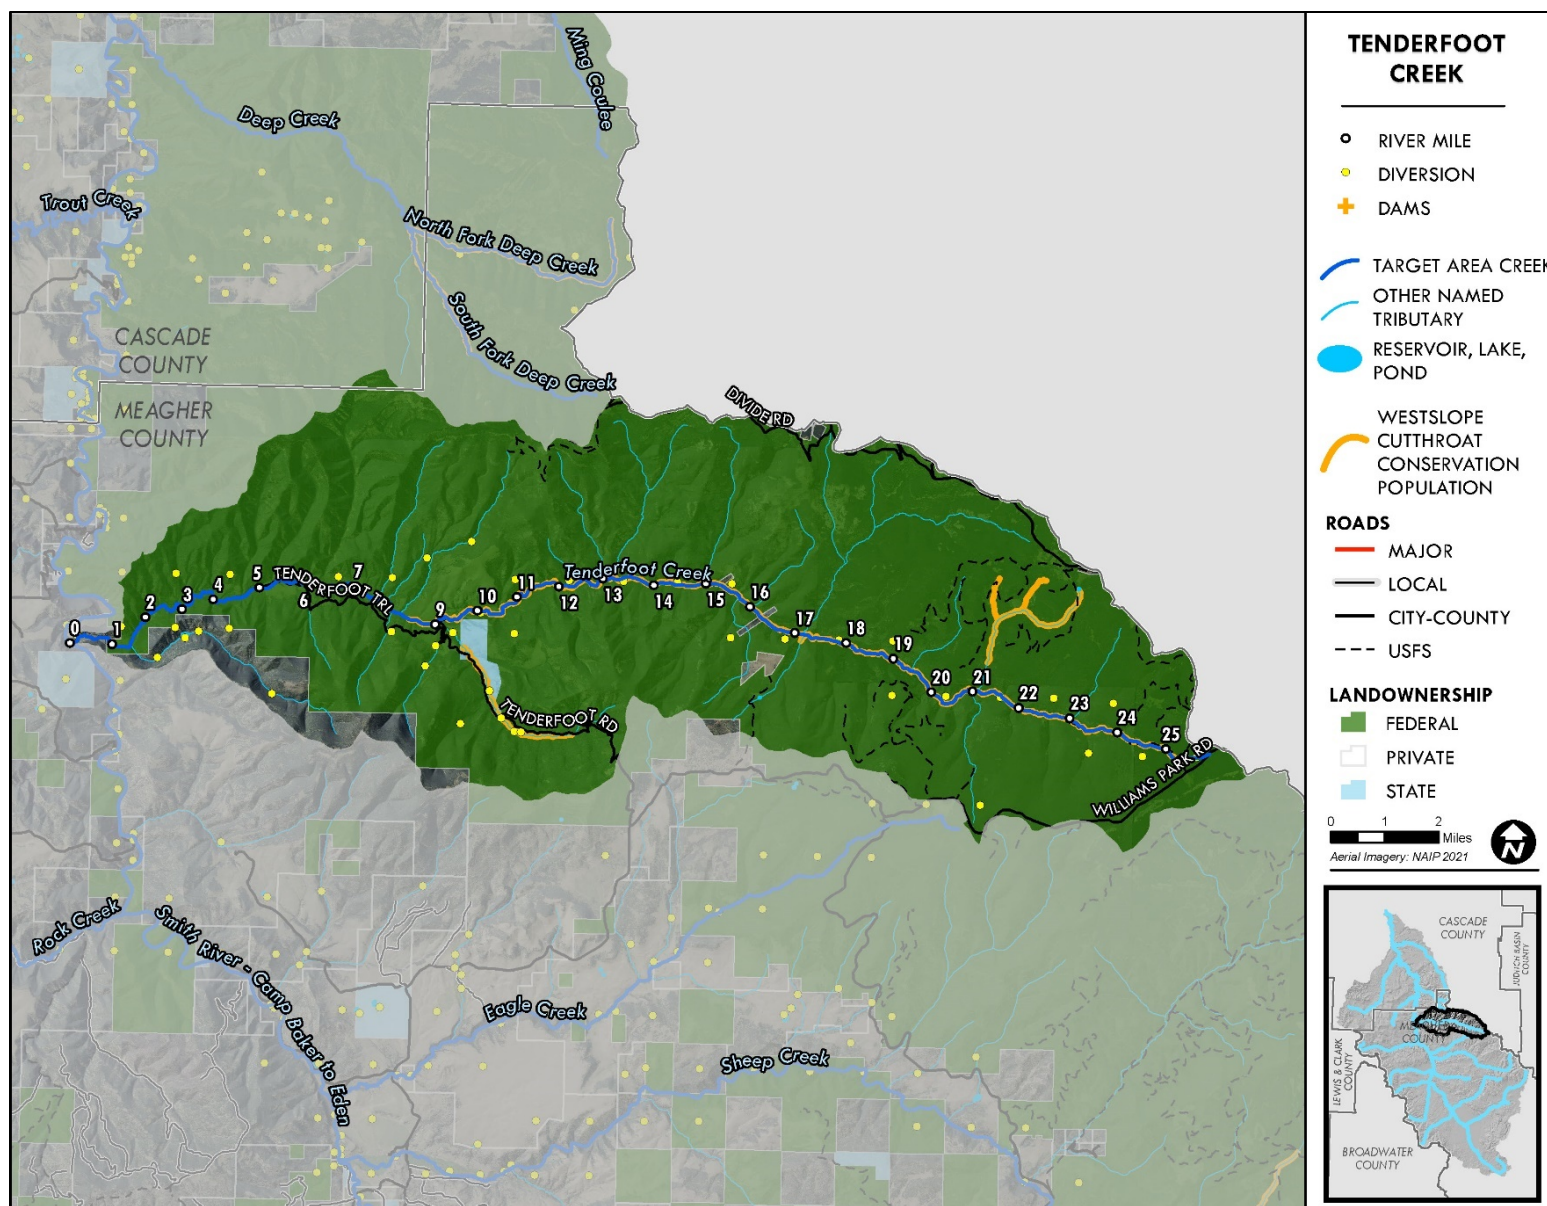 Ming Coulee
Deep Creek
Trout Creek
North Fork Deep Creek
South Fork Deep Creek
CASCADE
COUNTY
MEAGHER
COUNTY
DIVIDE RD
0
1
2
3
4
5
6
7
TENDERFOOT TRL
9
10
11
12
13
14
15
16
17
18
19
20
21
22
23
24
25
Tenderfoot Creek
TENDERFOOT RD
WILLIAMS PARK RD
Rock Creek
Smith River - Camp Baker to Eden
Eagle Creek
Sheep Creek
TENDERFOOT
CREEK
RIVER MILE
DIVERSION
DAMS
TARGET AREA CREEK
OTHER NAMED
TRIBUTARY
RESERVOIR, LAKE,
POND
WESTSLOPE
CUTTHROAT
CONSERVATION
POPULATION
ROADS
MAJOR
LOCAL
CITY-COUNTY
USFS
LANDOWNERSHIP
FEDERAL
PRIVATE
STATE
0 1 2
Miles
Aerial Imagery: NAIP 2021
N
CASCADE
COUNTY
JUDITH BASIN
COUNTY
MEAGHER
COUNTY
LEWIS & CLARK
COUNTY
BROADWATER
COUNTY